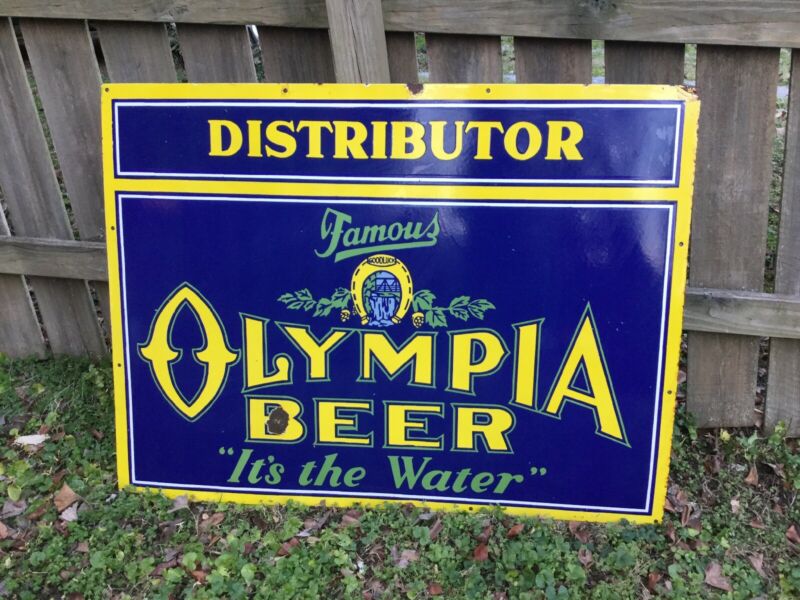 DISTRIBUTOR
Famous
GOOD LUCK
OLYMPIA
BEER
"It's the Water"